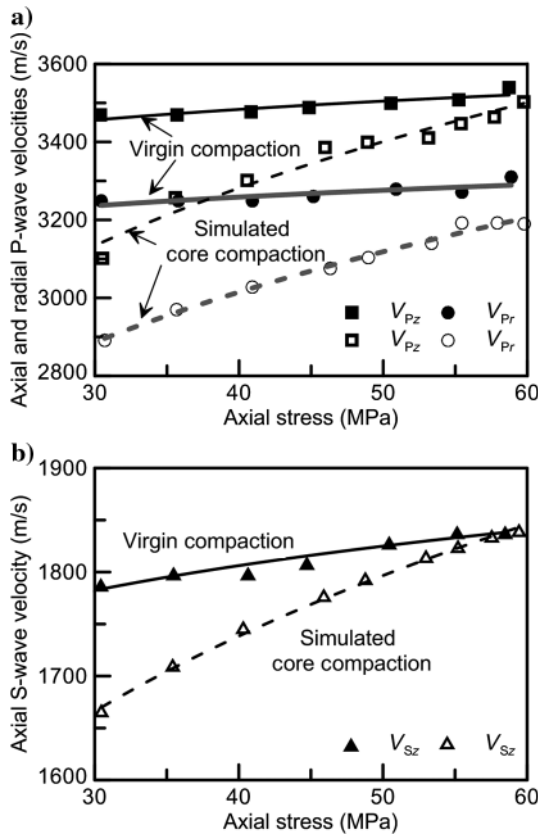 a)
Axial and radial P-wave velocities (m/s)
3600
3400
3200
3000
2800
Virgin compaction
Simulated
core compaction
VPz VPr
VPz VPr
30 40 50 60
Axial stress (MPa)
b)
Axial S-wave velocity (m/s)
1900
1800
1700
1600
Virgin compaction
Simulated
core compaction
VSz VSz
30 40 50 60
Axial stress (MPa)